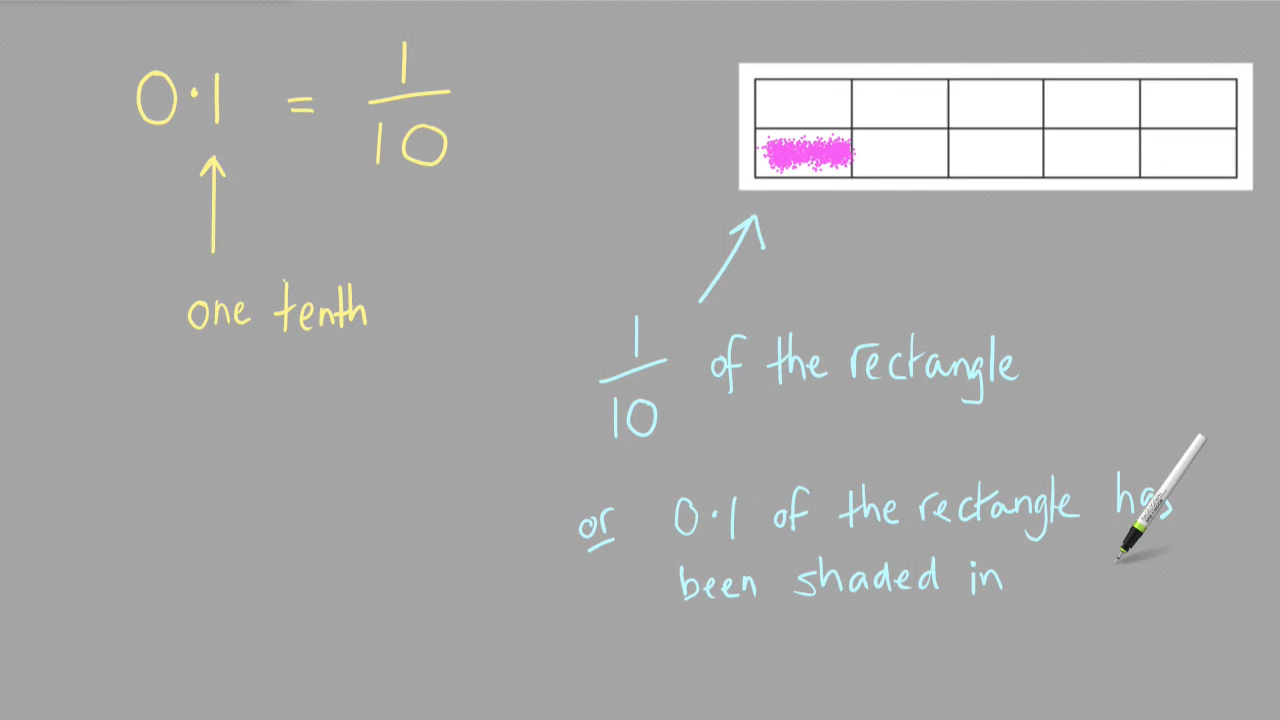 0·1 = 1/10
one tenth
1/10 of the rectangle
or 0·1 of the rectangle has
been shaded in